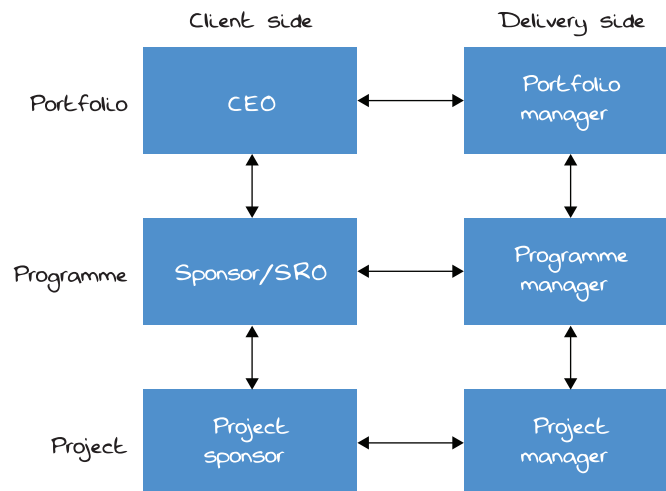 Client side
Delivery side
Portfolio
CEO
Portfolio
manager
Programme
Sponsor/SRO
Programme
manager
Project
Project
sponsor
Project
manager